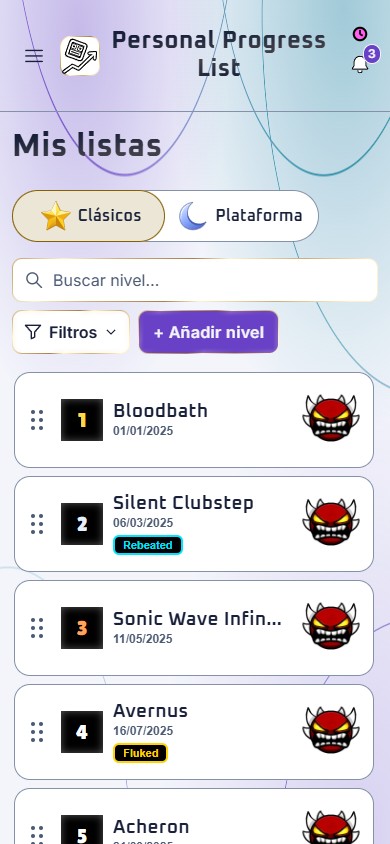 Personal Progress
List
3
Mis listas
Clásicos
Plataforma
Buscar nivel...
Filtros
+ Añadir nivel
1
Bloodbath
01/01/2025
2
Silent Clubstep
06/03/2025
Rebeated
3
Sonic Wave Infin...
11/05/2025
4
Avernus
16/07/2025
Fluked
5
Acheron